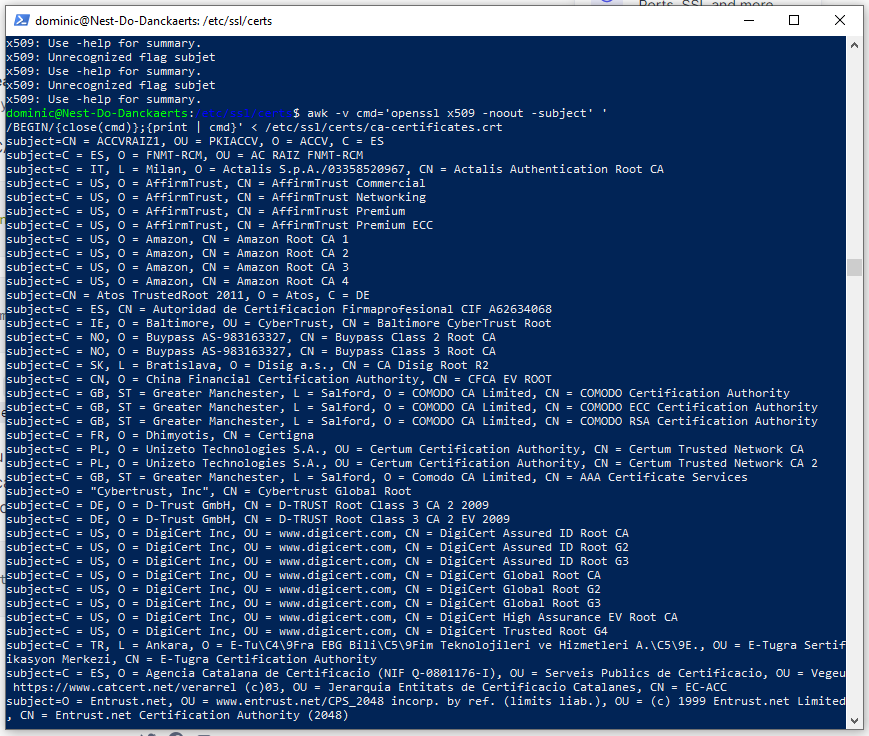 Ports, SSL and more
dominic@Nest-Do-Danckaerts: /etc/ssl/certs
x509: Use -help for summary.
x509: Unrecognized flag subjet
x509: Use -help for summary.
x509: Unrecognized flag subjet
x509: Use -help for summary.
dominic@Nest-Do-Danckaerts:/etc/ssl/certs$ awk -v cmd='openssl x509 -noout -subject' '
/BEGIN/{close(cmd)};{print | cmd}' < /etc/ssl/certs/ca-certificates.crt
subject=CN = ACCVRAIZ1, OU = PKIACCV, O = ACCV, C = ES
subject=C = ES, O = FNMT-RCM, OU = AC RAIZ FNMT-RCM
subject=C = IT, L = Milan, O = Actalis S.p.A./03358520967, CN = Actalis Authentication Root CA
subject=C = US, O = AffirmTrust, CN = AffirmTrust Commercial
subject=C = US, O = AffirmTrust, CN = AffirmTrust Networking
subject=C = US, O = AffirmTrust, CN = AffirmTrust Premium
subject=C = US, O = AffirmTrust, CN = AffirmTrust Premium ECC
subject=C = US, O = Amazon, CN = Amazon Root CA 1
subject=C = US, O = Amazon, CN = Amazon Root CA 2
subject=C = US, O = Amazon, CN = Amazon Root CA 3
subject=C = US, O = Amazon, CN = Amazon Root CA 4
subject=CN = Atos TrustedRoot 2011, O = Atos, C = DE
subject=C = ES, CN = Autoridad de Certificacion Firmaprofesional CIF A62634068
subject=C = IE, O = Baltimore, OU = CyberTrust, CN = Baltimore CyberTrust Root
subject=C = NO, O = Buypass AS-983163327, CN = Buypass Class 2 Root CA
subject=C = NO, O = Buypass AS-983163327, CN = Buypass Class 3 Root CA
subject=C = SK, L = Bratislava, O = Disig a.s., CN = CA Disig Root R2
subject=C = CN, O = China Financial Certification Authority, CN = CFCA EV ROOT
subject=C = GB, ST = Greater Manchester, L = Salford, O = COMODO CA Limited, CN = COMODO Certification Authority
subject=C = GB, ST = Greater Manchester, L = Salford, O = COMODO CA Limited, CN = COMODO ECC Certification Authority
subject=C = GB, ST = Greater Manchester, L = Salford, O = COMODO CA Limited, CN = COMODO RSA Certification Authority
subject=C = FR, O = Dhimyotis, CN = Certigna
subject=C = PL, O = Unizeto Technologies S.A., OU = Certum Certification Authority, CN = Certum Trusted Network CA
subject=C = PL, O = Unizeto Technologies S.A., OU = Certum Certification Authority, CN = Certum Trusted Network CA 2
subject=C = GB, ST = Greater Manchester, L = Salford, O = Comodo CA Limited, CN = AAA Certificate Services
subject=O = "Cybertrust, Inc", CN = Cybertrust Global Root
subject=C = DE, O = D-Trust GmbH, CN = D-TRUST Root Class 3 CA 2 2009
subject=C = DE, O = D-Trust GmbH, CN = D-TRUST Root Class 3 CA 2 EV 2009
subject=C = US, O = DigiCert Inc, OU = www.digicert.com, CN = DigiCert Assured ID Root CA
subject=C = US, O = DigiCert Inc, OU = www.digicert.com, CN = DigiCert Assured ID Root G2
subject=C = US, O = DigiCert Inc, OU = www.digicert.com, CN = DigiCert Assured ID Root G3
subject=C = US, O = DigiCert Inc, OU = www.digicert.com, CN = DigiCert Global Root CA
subject=C = US, O = DigiCert Inc, OU = www.digicert.com, CN = DigiCert Global Root G2
subject=C = US, O = DigiCert Inc, OU = www.digicert.com, CN = DigiCert Global Root G3
subject=C = US, O = DigiCert Inc, OU = www.digicert.com, CN = DigiCert High Assurance EV Root CA
subject=C = US, O = DigiCert Inc, OU = www.digicert.com, CN = DigiCert Trusted Root G4
subject=C = TR, L = Ankara, O = E-Tu\C4\9Fra EBG Bili\C5\9Fim Teknolojileri ve Hizmetleri A.\C5\9E., OU = E-Tugra Sertif
ikasyon Merkezi, CN = E-Tugra Certification Authority
subject=C = ES, O = Agencia Catalana de Certificacio (NIF Q-0801176-I), OU = Serveis Publics de Certificacio, OU = Vegeu
https://www.catcert.net/verarrel (c)03, OU = Jerarquia Entitats de Certificacio Catalanes, CN = EC-ACC
subject=O = Entrust.net, OU = www.entrust.net/CPS_2048 incorp. by ref. (limits liab.), OU = (c) 1999 Entrust.net Limited
, CN = Entrust.net Certification Authority (2048)